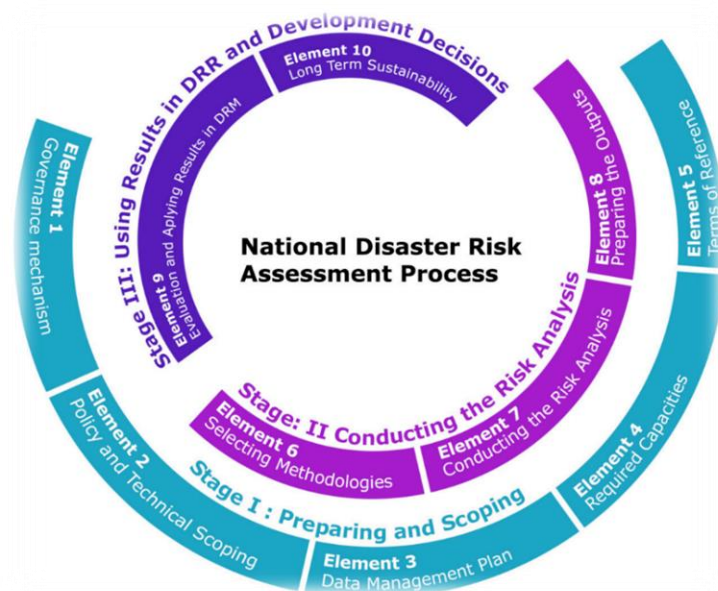 National Disaster Risk
Assessment Process
Stage I : Preparing and Scoping
Element 1
Governance mechanism
Element 2
Policy and Technical Scoping
Element 3
Data Management Plan
Element 4
Required Capacities
Element 5
Terms of Reference
Stage: II Conducting the Risk Analysis
Element 6
Selecting Methodologies
Element 7
Conducting the Risk Analysis
Element 8
Preparing the Outputs
Stage III: Using Results in DRR and Development Decisions
Element 9
Evaluation and Aplying Results in DRM
Element 10
Long Term Sustainability